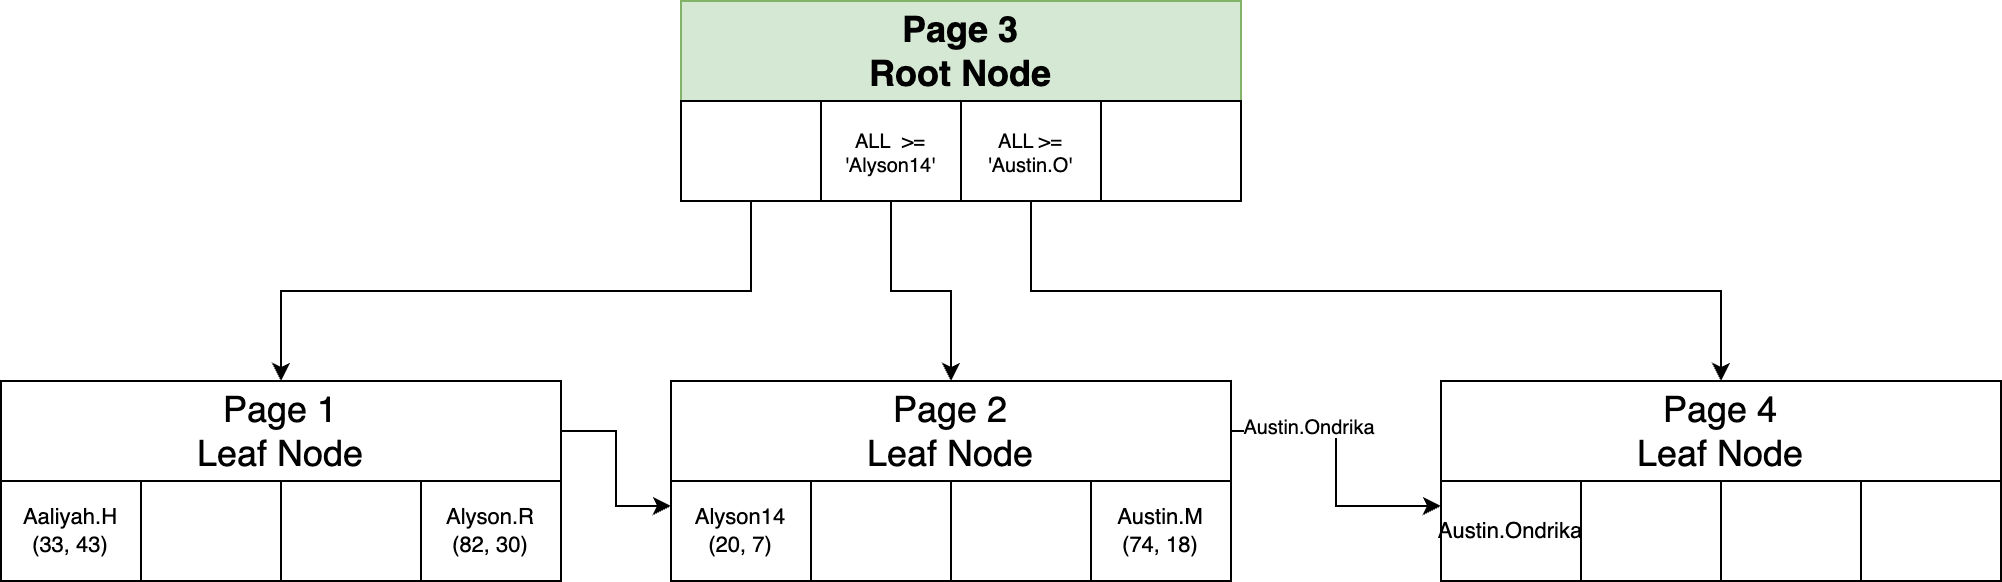 Page 3
Root Node
ALL >=
'Alyson14'
ALL >=
'Austin.O'
Page 1
Leaf Node
Aaliyah.H
(33, 43)
Alyson.R
(82, 30)
Page 2
Leaf Node
Alyson14
(20, 7)
Austin.M
(74, 18)
Austin.Ondrika
Page 4
Leaf Node
Austin.Ondrika